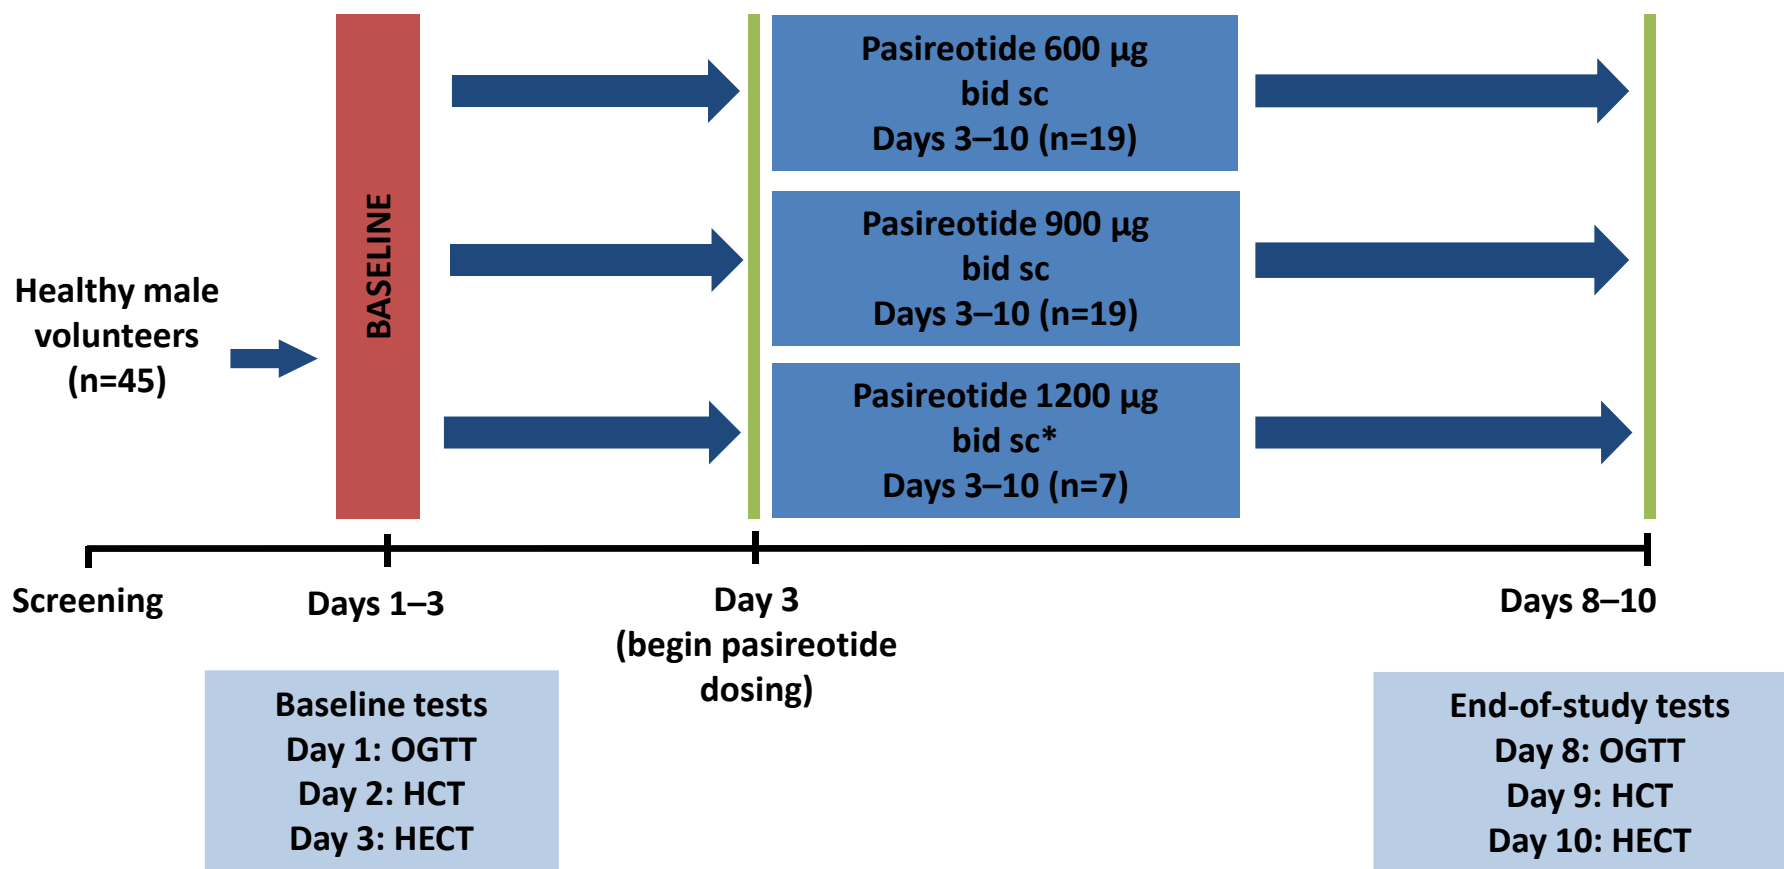 Healthy male
volunteers
(n=45)
BASELINE
Pasireotide 600 µg
bid sc
Days 3–10 (n=19)
Pasireotide 900 µg
bid sc
Days 3–10 (n=19)
Pasireotide 1200 µg
bid sc*
Days 3–10 (n=7)
Screening
Days 1–3
Day 3
(begin pasireotide
dosing)
Days 8–10
Baseline tests
Day 1: OGTT
Day 2: HCT
Day 3: HECT
End-of-study tests
Day 8: OGTT
Day 9: HCT
Day 10: HECT